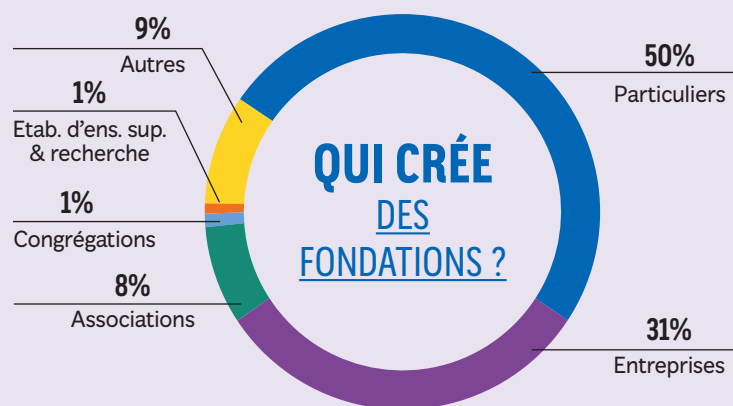 9%
Autres
1%
Etab. d'ens. sup.
& recherche
1%
Congrégations
8%
Associations
QUI CRÉE
DES
FONDATIONS ?
50%
Particuliers
31%
Entreprises